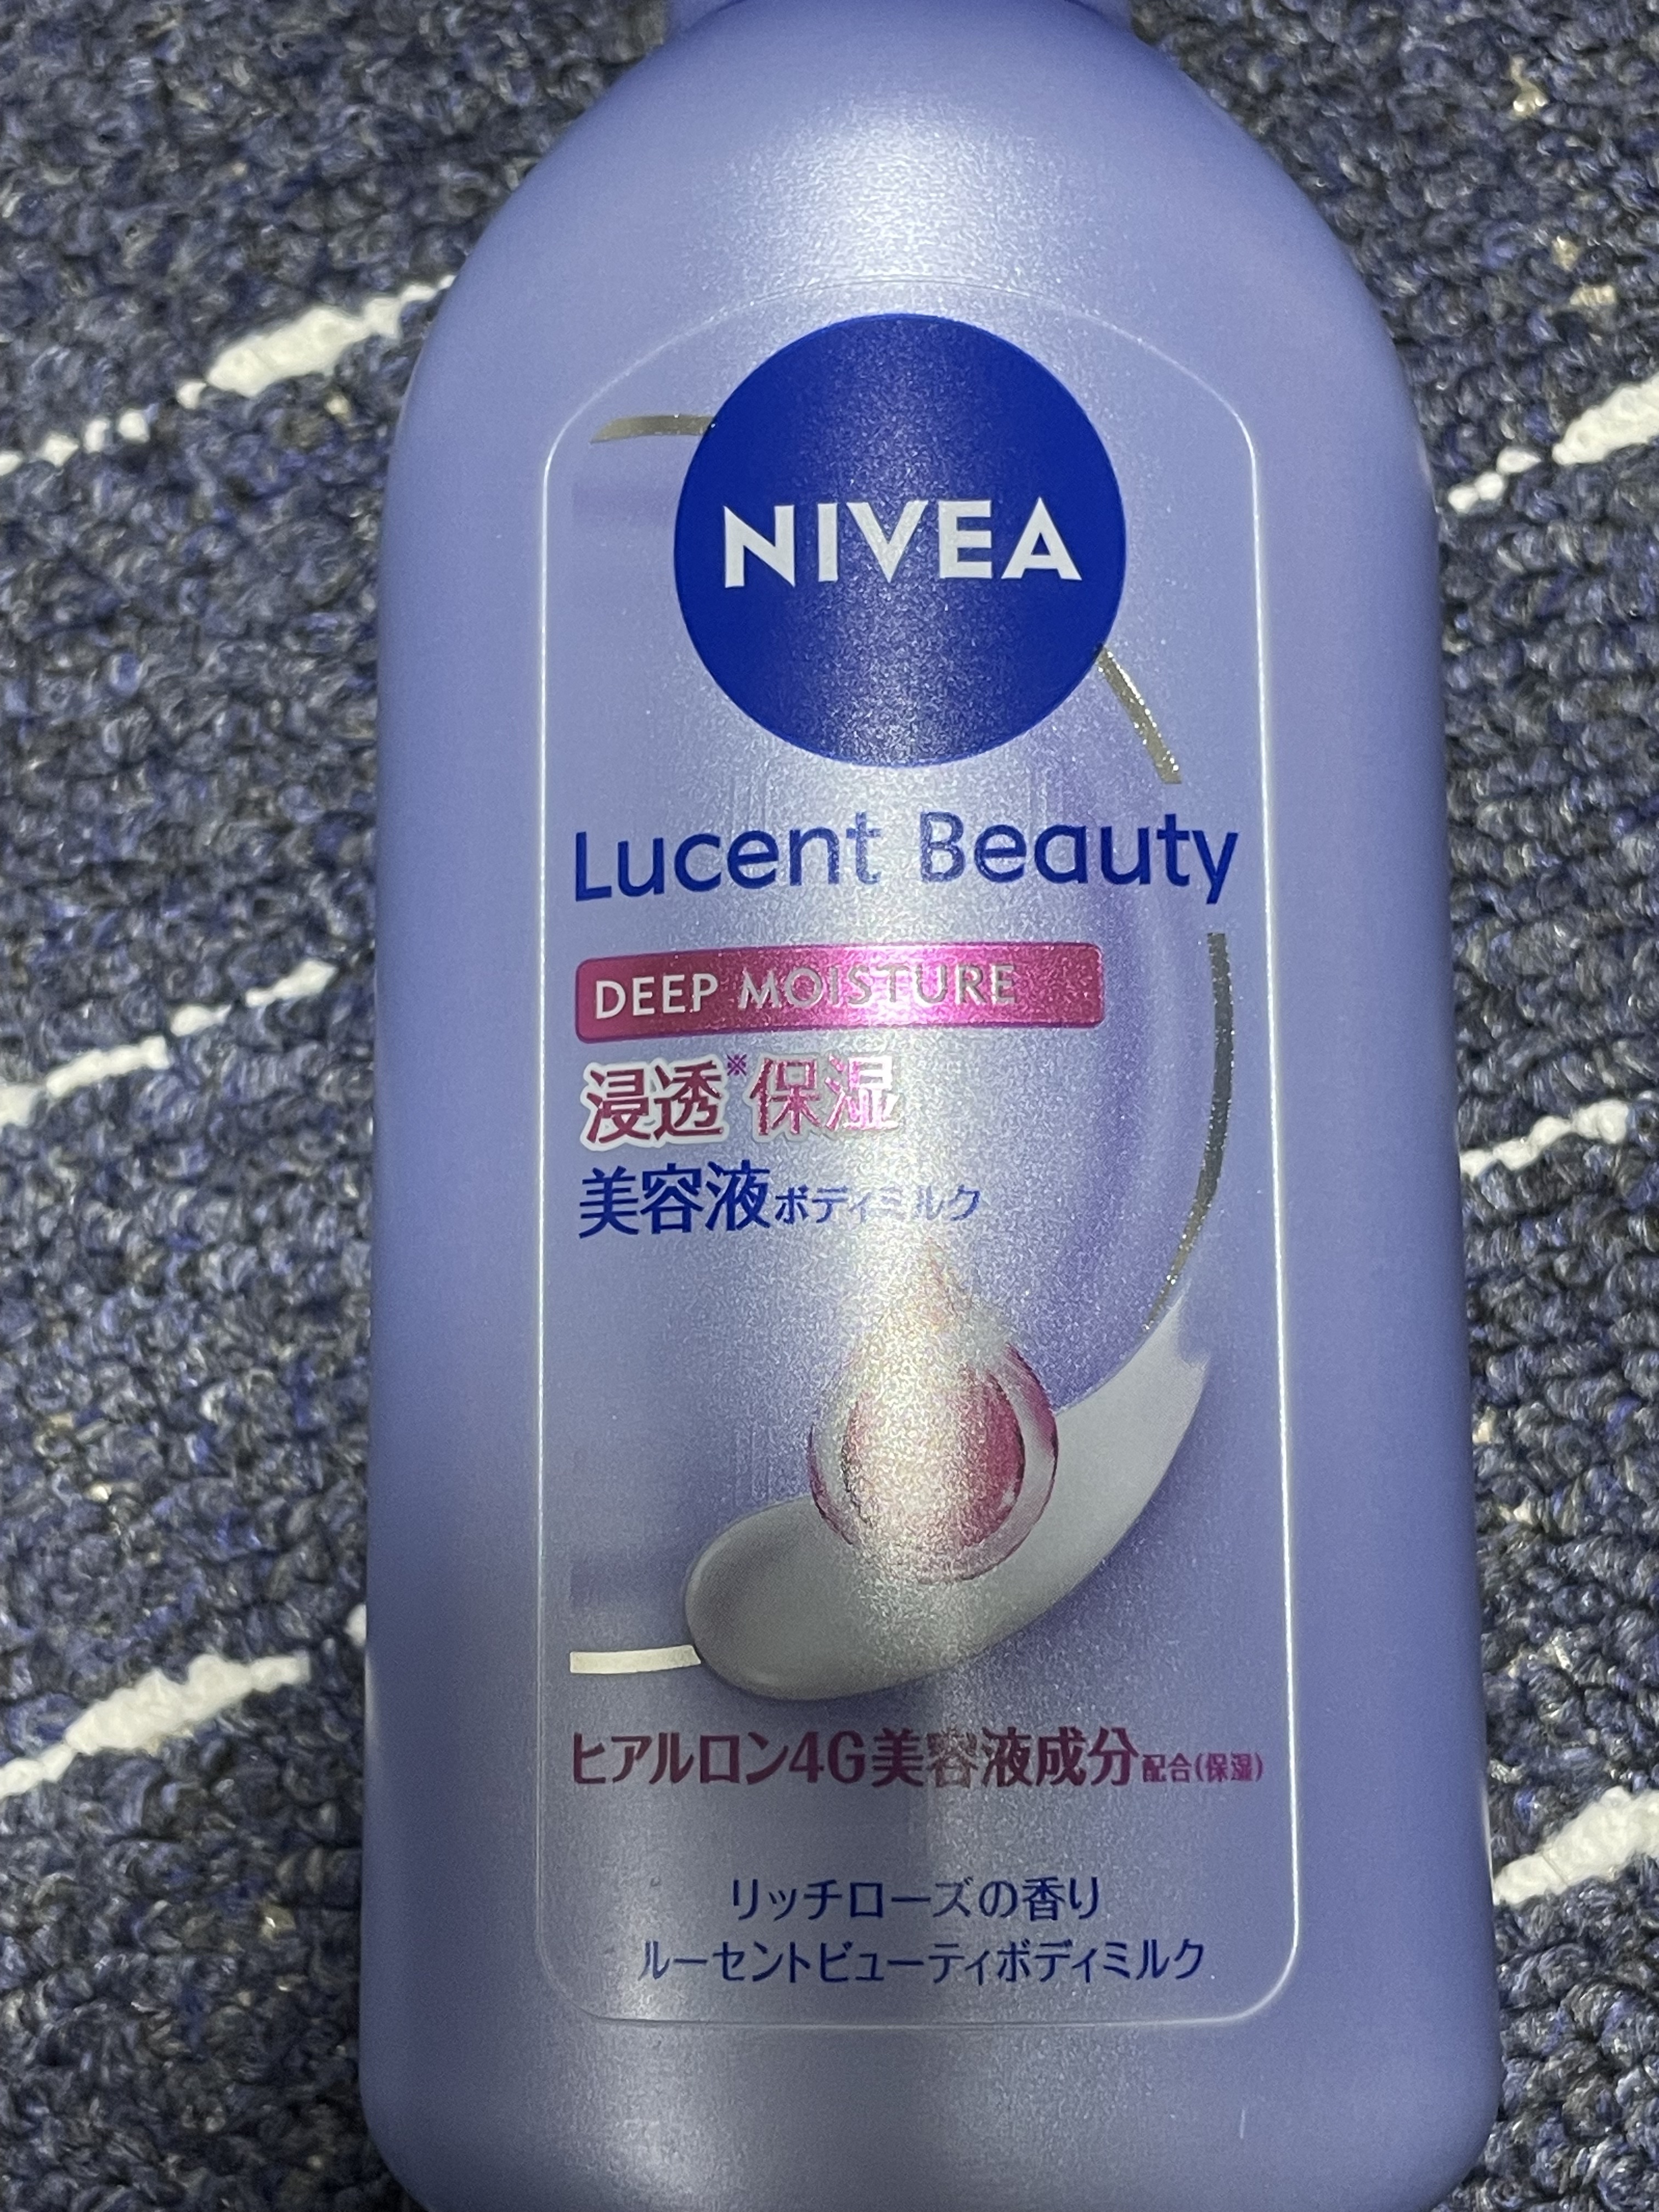 NIVEA
Lucent Beauty
DEEP MOISTURE
浸透※保湿
美容液ボディミルク
ヒアルロン4G美容液成分配合(保湿)
リッチローズの香り
ルーセントビューティボディミルク